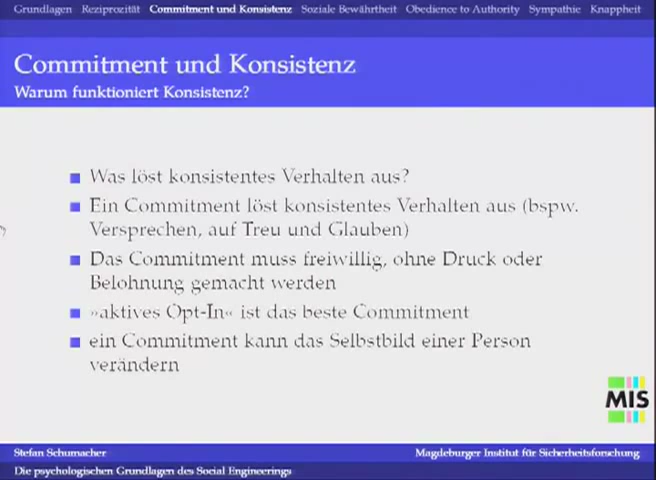 Grundlagen Reziprozität Commitment und Konsistenz Soziale Bewährtheit Obedience to Authority Sympathie Knappheit
Commitment und Konsistenz
Warum funktioniert Konsistenz?
Was löst konsistentes Verhalten aus?
Ein Commitment löst konsistentes Verhalten aus (bspw.
Versprechen, auf Treu und Glauben)
Das Commitment muss freiwillig, ohne Druck oder
Belohnung gemacht werden
»aktives Opt-In« ist das beste Commitment
ein Commitment kann das Selbstbild einer Person
verändern
MIS
Stefan Schumacher Magdeburger Institut für Sicherheitsforschung
Die psychologischen Grundlagen des Social Engineerings